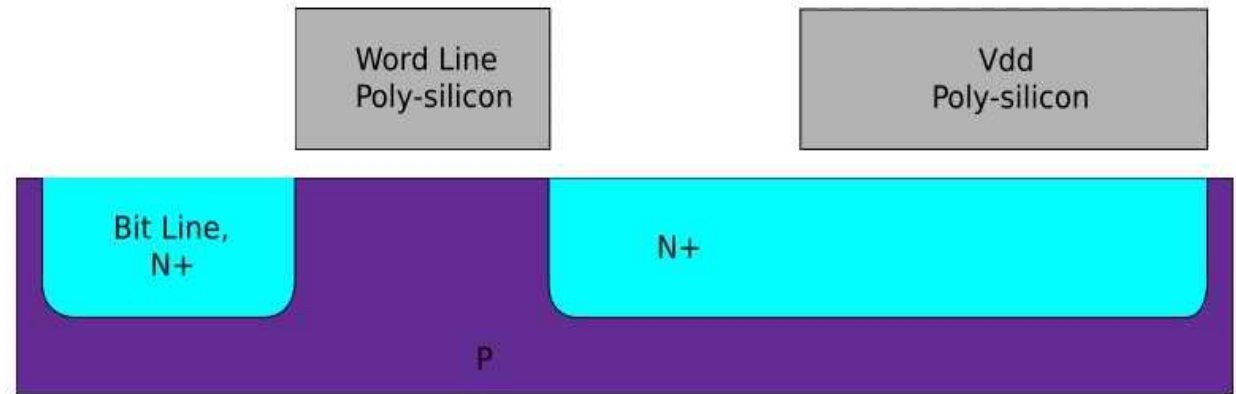 Word Line
Poly-silicon
Vdd
Poly-silicon
Bit Line,
N+
N+
P